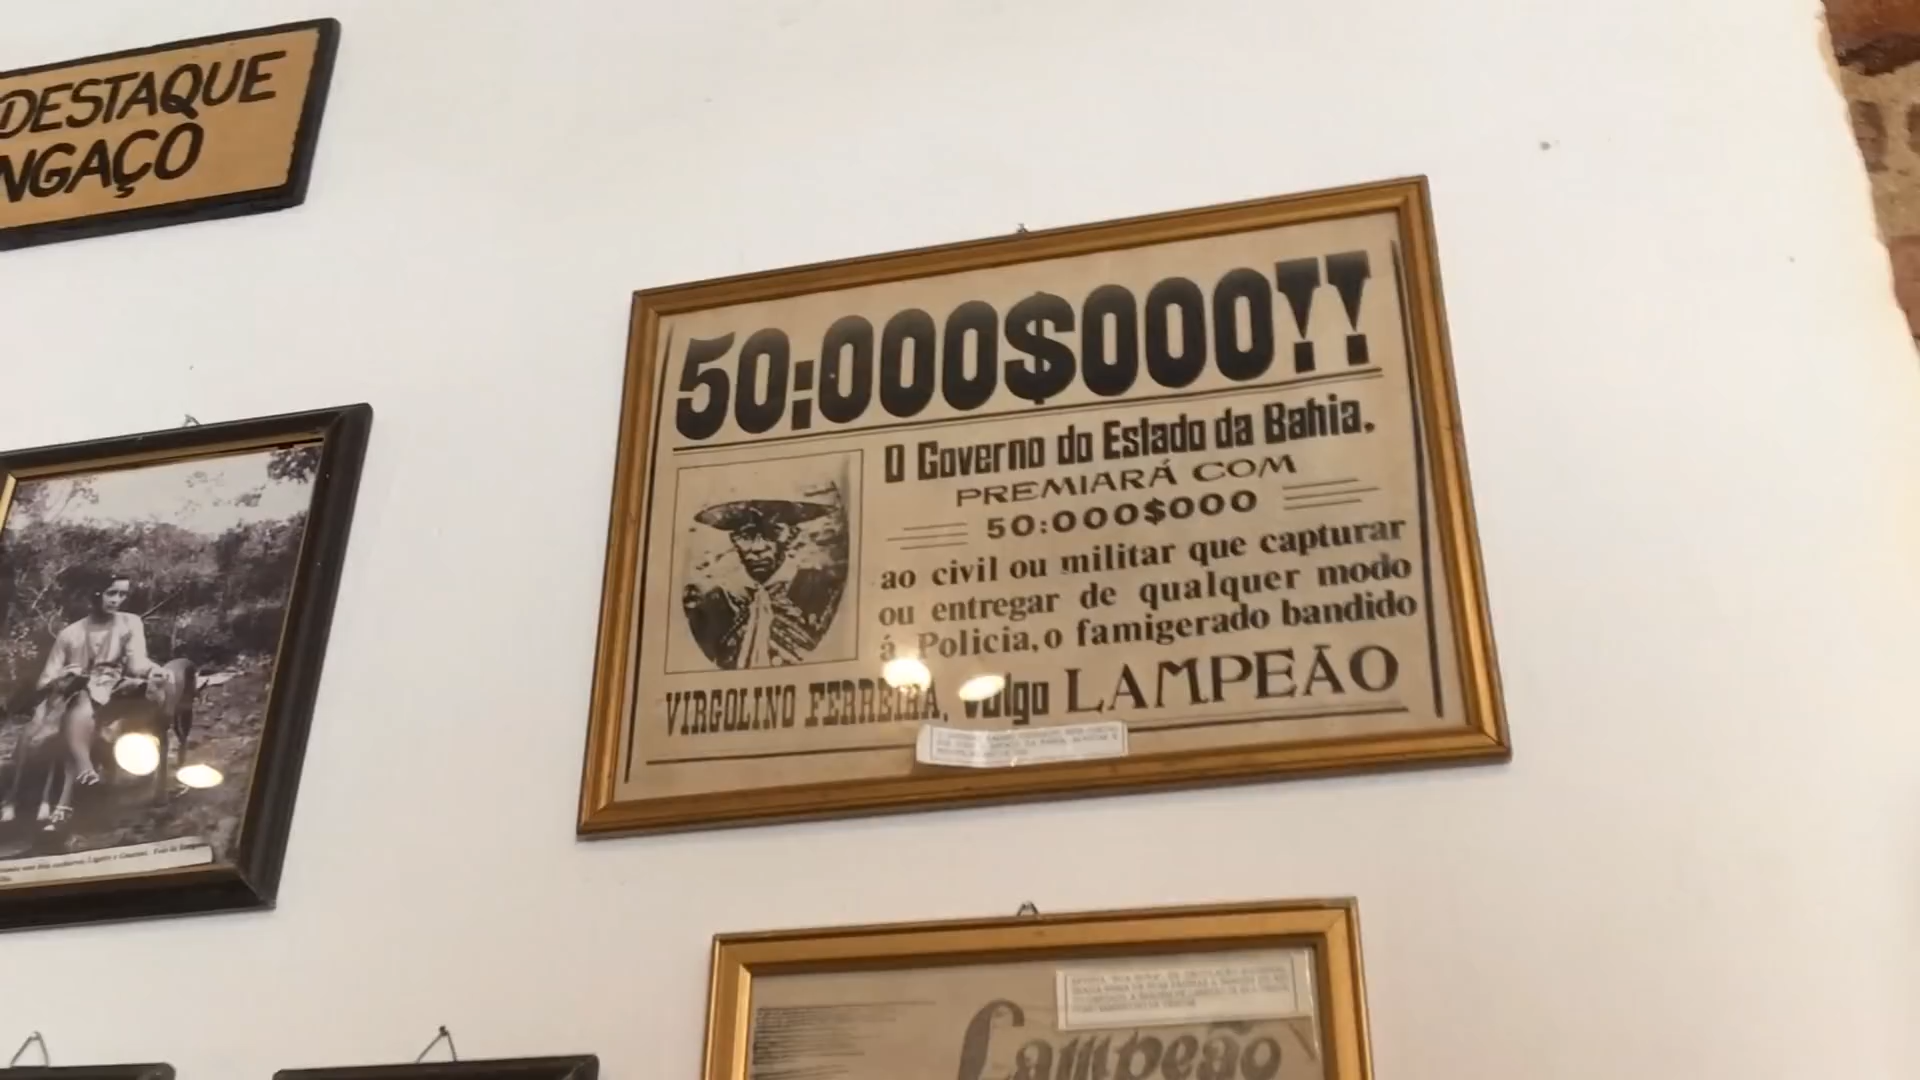 DESTAQUE
NGAÇO
50:000$000!!
O Governo do Estado da Bahia,
PREMIARÁ COM
50:000$000
ao civil ou militar que capturar
ou entregar de qualquer modo
á Policia, o famigerado bandido
VIRGOLINO FERREIRA, vulgo LAMPEÃO
Lampeão